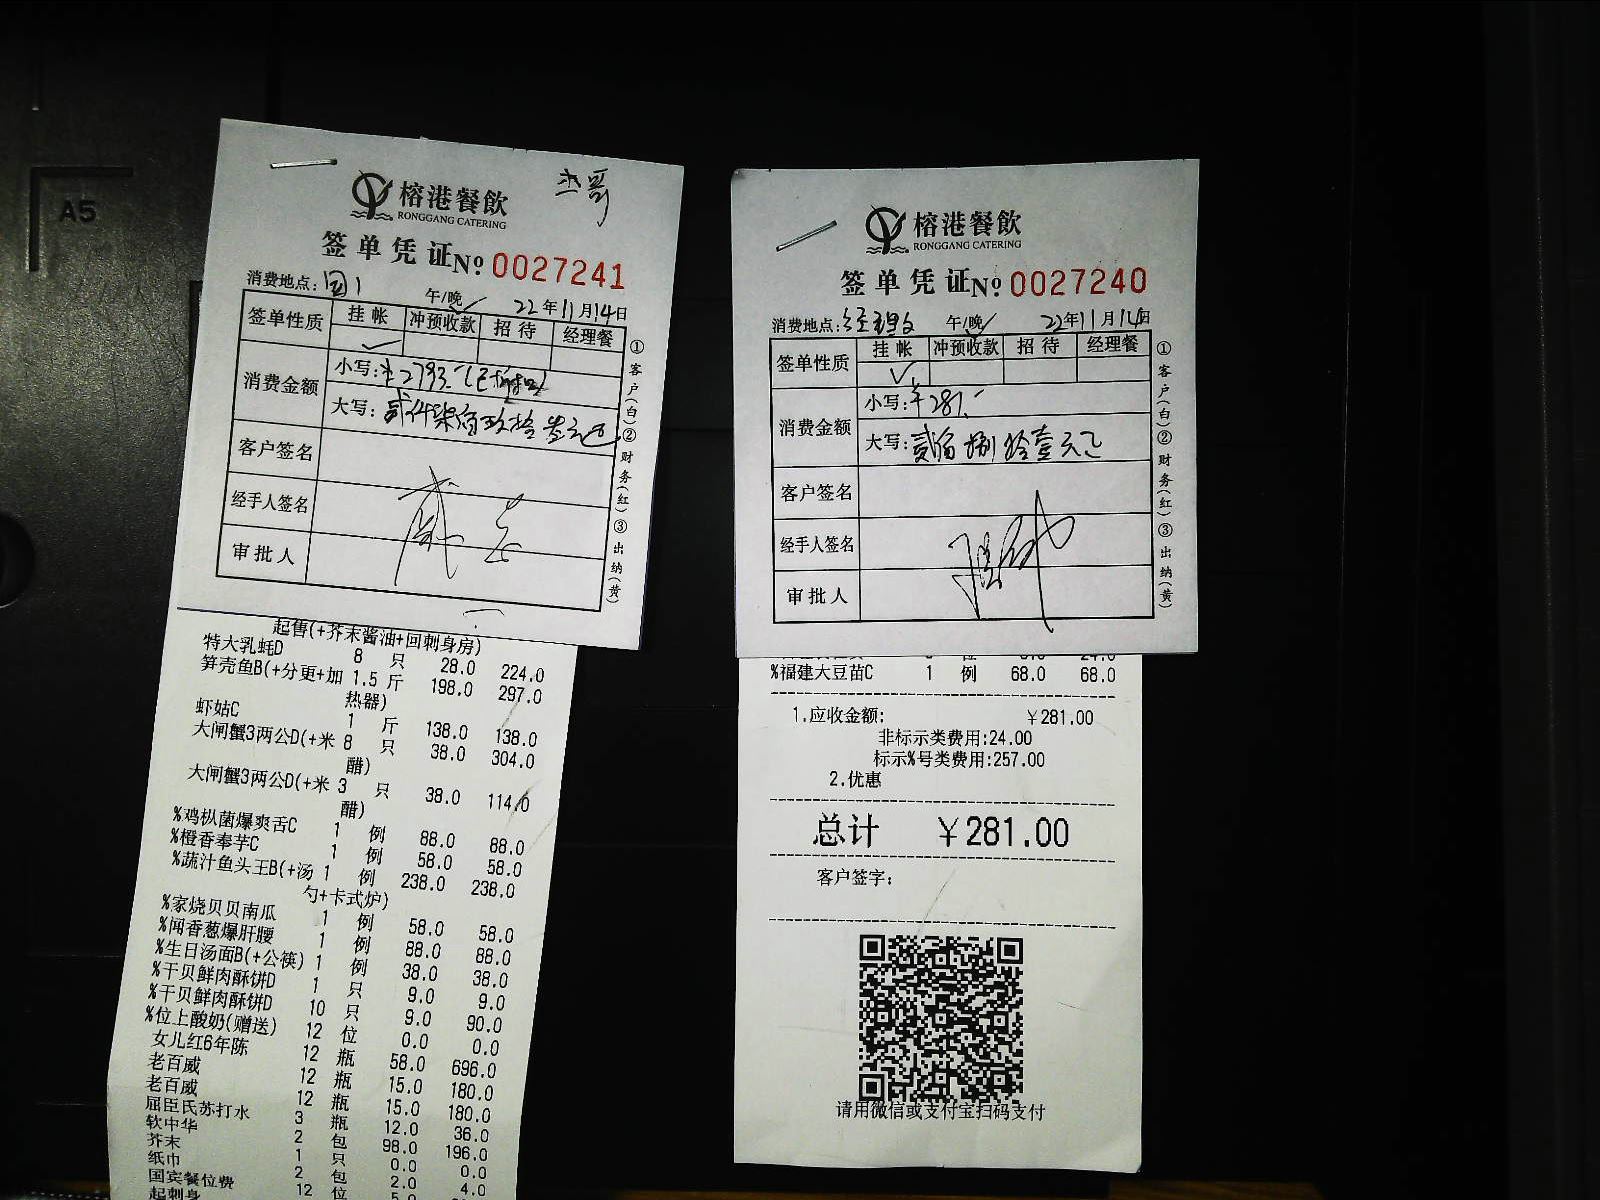 A5
榕港餐飲
RONGGANG CATERING
签单凭证 No 0027241
消费地点: 国1 午/晚 22年11月14日
签单性质 挂帐 冲预收款 招待 经理餐
消费金额
小写: ¥2793.-
大写: 贰仟柒佰玖拾叁元
客户签名
经手人签名
审批人
①客户(白)②财务(红)③出纳(黄)
起售(+芥末酱油+回刺身房)
特大乳蚝D 8 只 28.0 224.0
笋壳鱼B(+分更+加 1.5 斤 198.0 297.0
热器)
虾姑C 1 斤 138.0 138.0
大闸蟹3两公D(+米 8 只 38.0 304.0
醋)
大闸蟹3两公D(+米 3 只 38.0 114.0
醋)
%鸡枞菌爆爽舌C 1 例 88.0 88.0
%橙香奉芋C 1 例 58.0 58.0
%蔬汁鱼头王B(+汤 1 例 238.0 238.0
勺+卡式炉)
%家烧贝贝南瓜 1 例 58.0 58.0
%闻香葱爆肝腰 1 例 88.0 88.0
%生日汤面B(+公筷) 1 例 38.0 38.0
%干贝鲜肉酥饼D 1 只 9.0 9.0
%干贝鲜肉酥饼D 10 只 9.0 90.0
%位上酸奶(赠送) 12 位 0.0 0.0
女儿红6年陈 12 瓶 58.0 696.0
老百威 12 瓶 15.0 180.0
老百威 12 瓶 15.0 180.0
屈臣氏苏打水 3 瓶 12.0 36.0
软中华 2 包 98.0 196.0
芥末 1 只 0.0 0.0
纸巾 2 包 2.0 4.0
国宾餐位费 12 位
起刺身
榕港餐飲
RONGGANG CATERING
签单凭证 No 0027240
消费地点: 午/晚 22年11月14日
签单性质 挂帐 冲预收款 招待 经理餐
消费金额
小写: ¥281.-
大写: 贰佰捌拾壹元
客户签名
经手人签名
审批人
①客户(白)②财务(红)③出纳(黄)
%福建大豆苗C 1 例 68.0 68.0
1.应收金额: ¥281.00
非标示类费用:24.00
标示%号类费用:257.00
2.优惠
总计 ¥281.00
客户签字:
请用微信或支付宝扫码支付